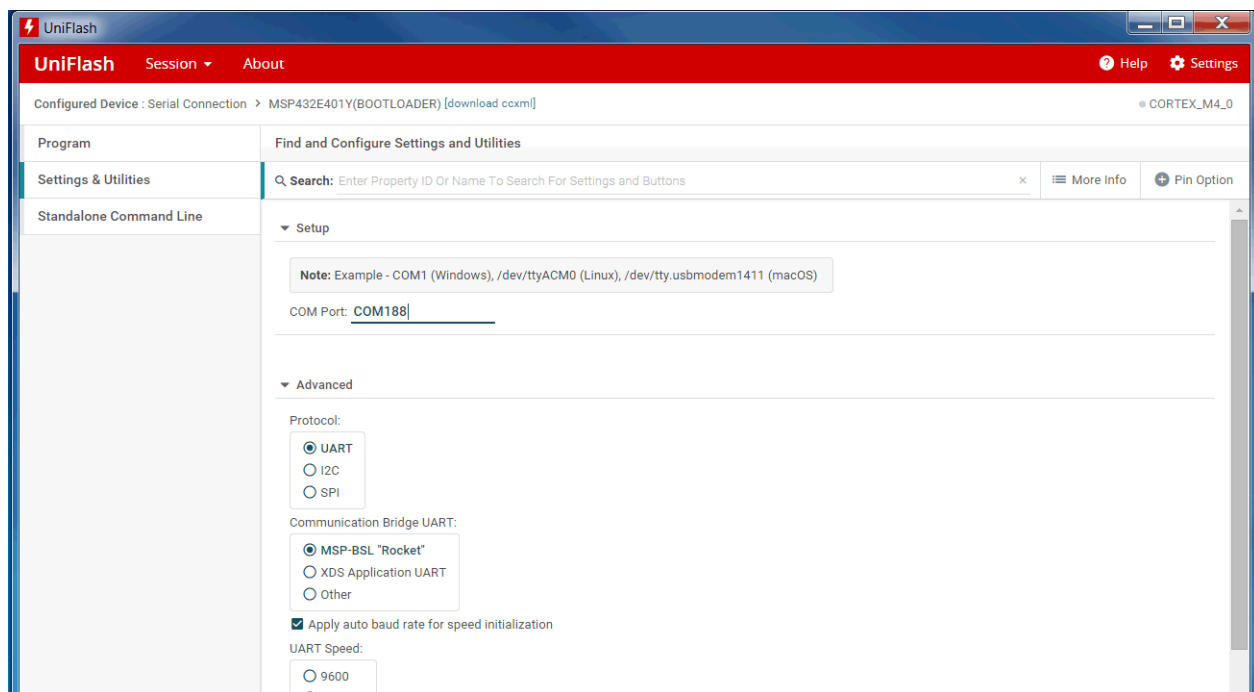 UniFlash
UniFlash Session About Help Settings
Configured Device : Serial Connection > MSP432E401Y(BOOTLOADER) [download ccxml] CORTEX_M4_0
Program
Settings & Utilities
Standalone Command Line
Find and Configure Settings and Utilities
Search: Enter Property ID Or Name To Search For Settings and Buttons × More Info Pin Option
Setup
Note: Example - COM1 (Windows), /dev/ttyACM0 (Linux), /dev/tty.usbmodem1411 (macOS)
COM Port: COM188
Advanced
Protocol:
UART
I2C
SPI
Communication Bridge UART:
MSP-BSL "Rocket"
XDS Application UART
Other
Apply auto baud rate for speed initialization
UART Speed:
9600